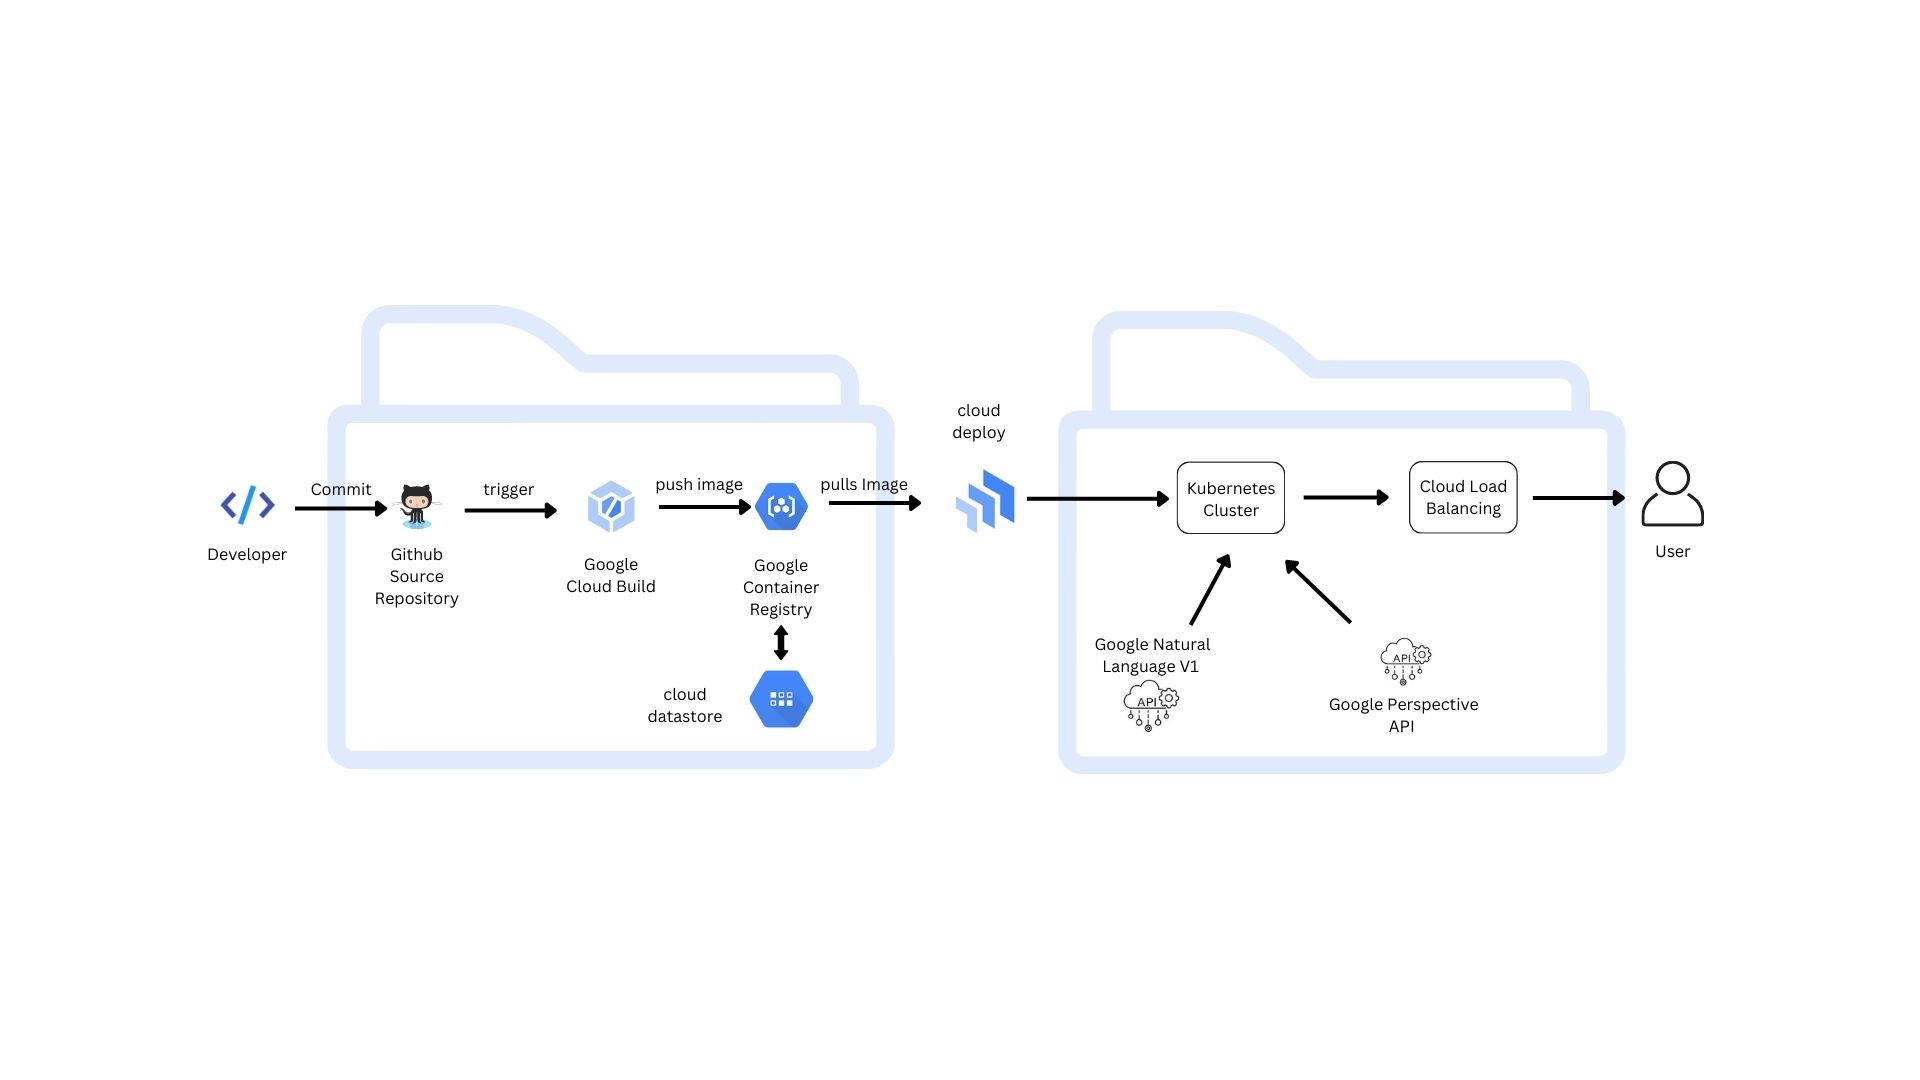 Developer
Commit
Github
Source
Repository
trigger
Google
Cloud Build
push image
Google
Container
Registry
cloud
datastore
pulls Image
cloud
deploy
Kubernetes
Cluster
Cloud Load
Balancing
User
Google Natural
Language V1
API
API
Google Perspective
API